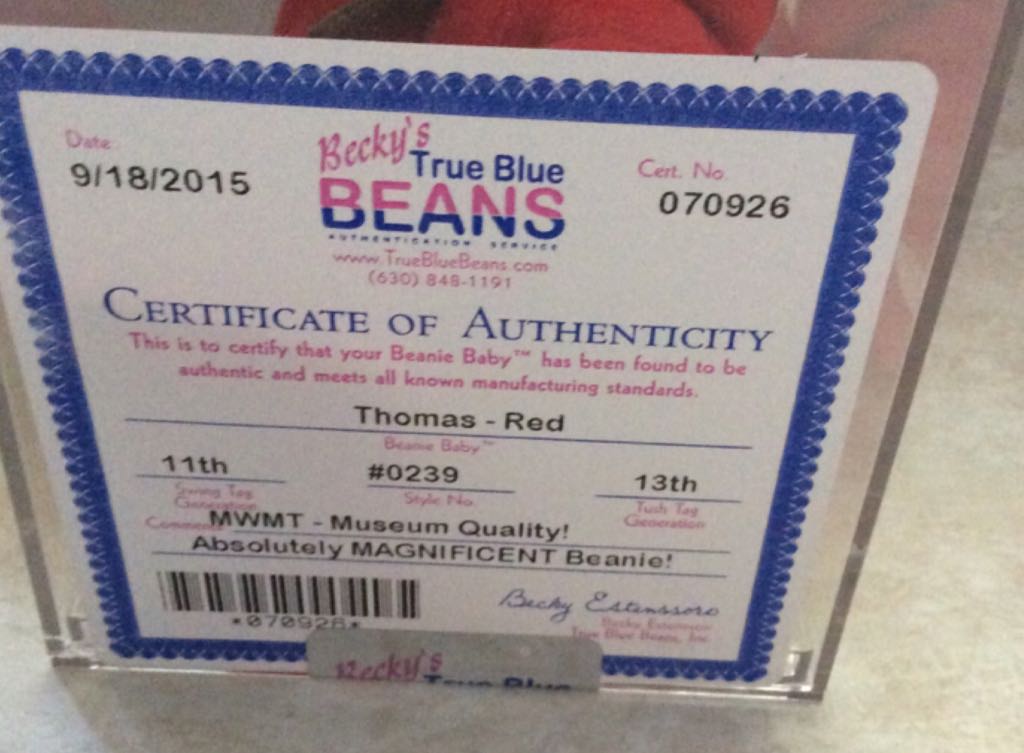 Date
9/18/2015
Becky's
True Blue
BEANS
AUTHENTICATION SERVICE
www.TrueBlueBeans.com
(630) 848-1191
Cert. No.
070926
CERTIFICATE OF AUTHENTICITY
This is to certify that your Beanie Baby™ has been found to be
authentic and meets all known manufacturing standards.
Thomas - Red
Beanie Baby™
11th
Swing Tag
Generation
#0239
Style No.
13th
Tush Tag
Generation
Comments MWMT - Museum Quality!
Absolutely MAGNIFICENT Beanie!
*070926*
Becky Estenssoro
Becky Estenssoro
True Blue Beans, Inc.
Becky's
True Blue